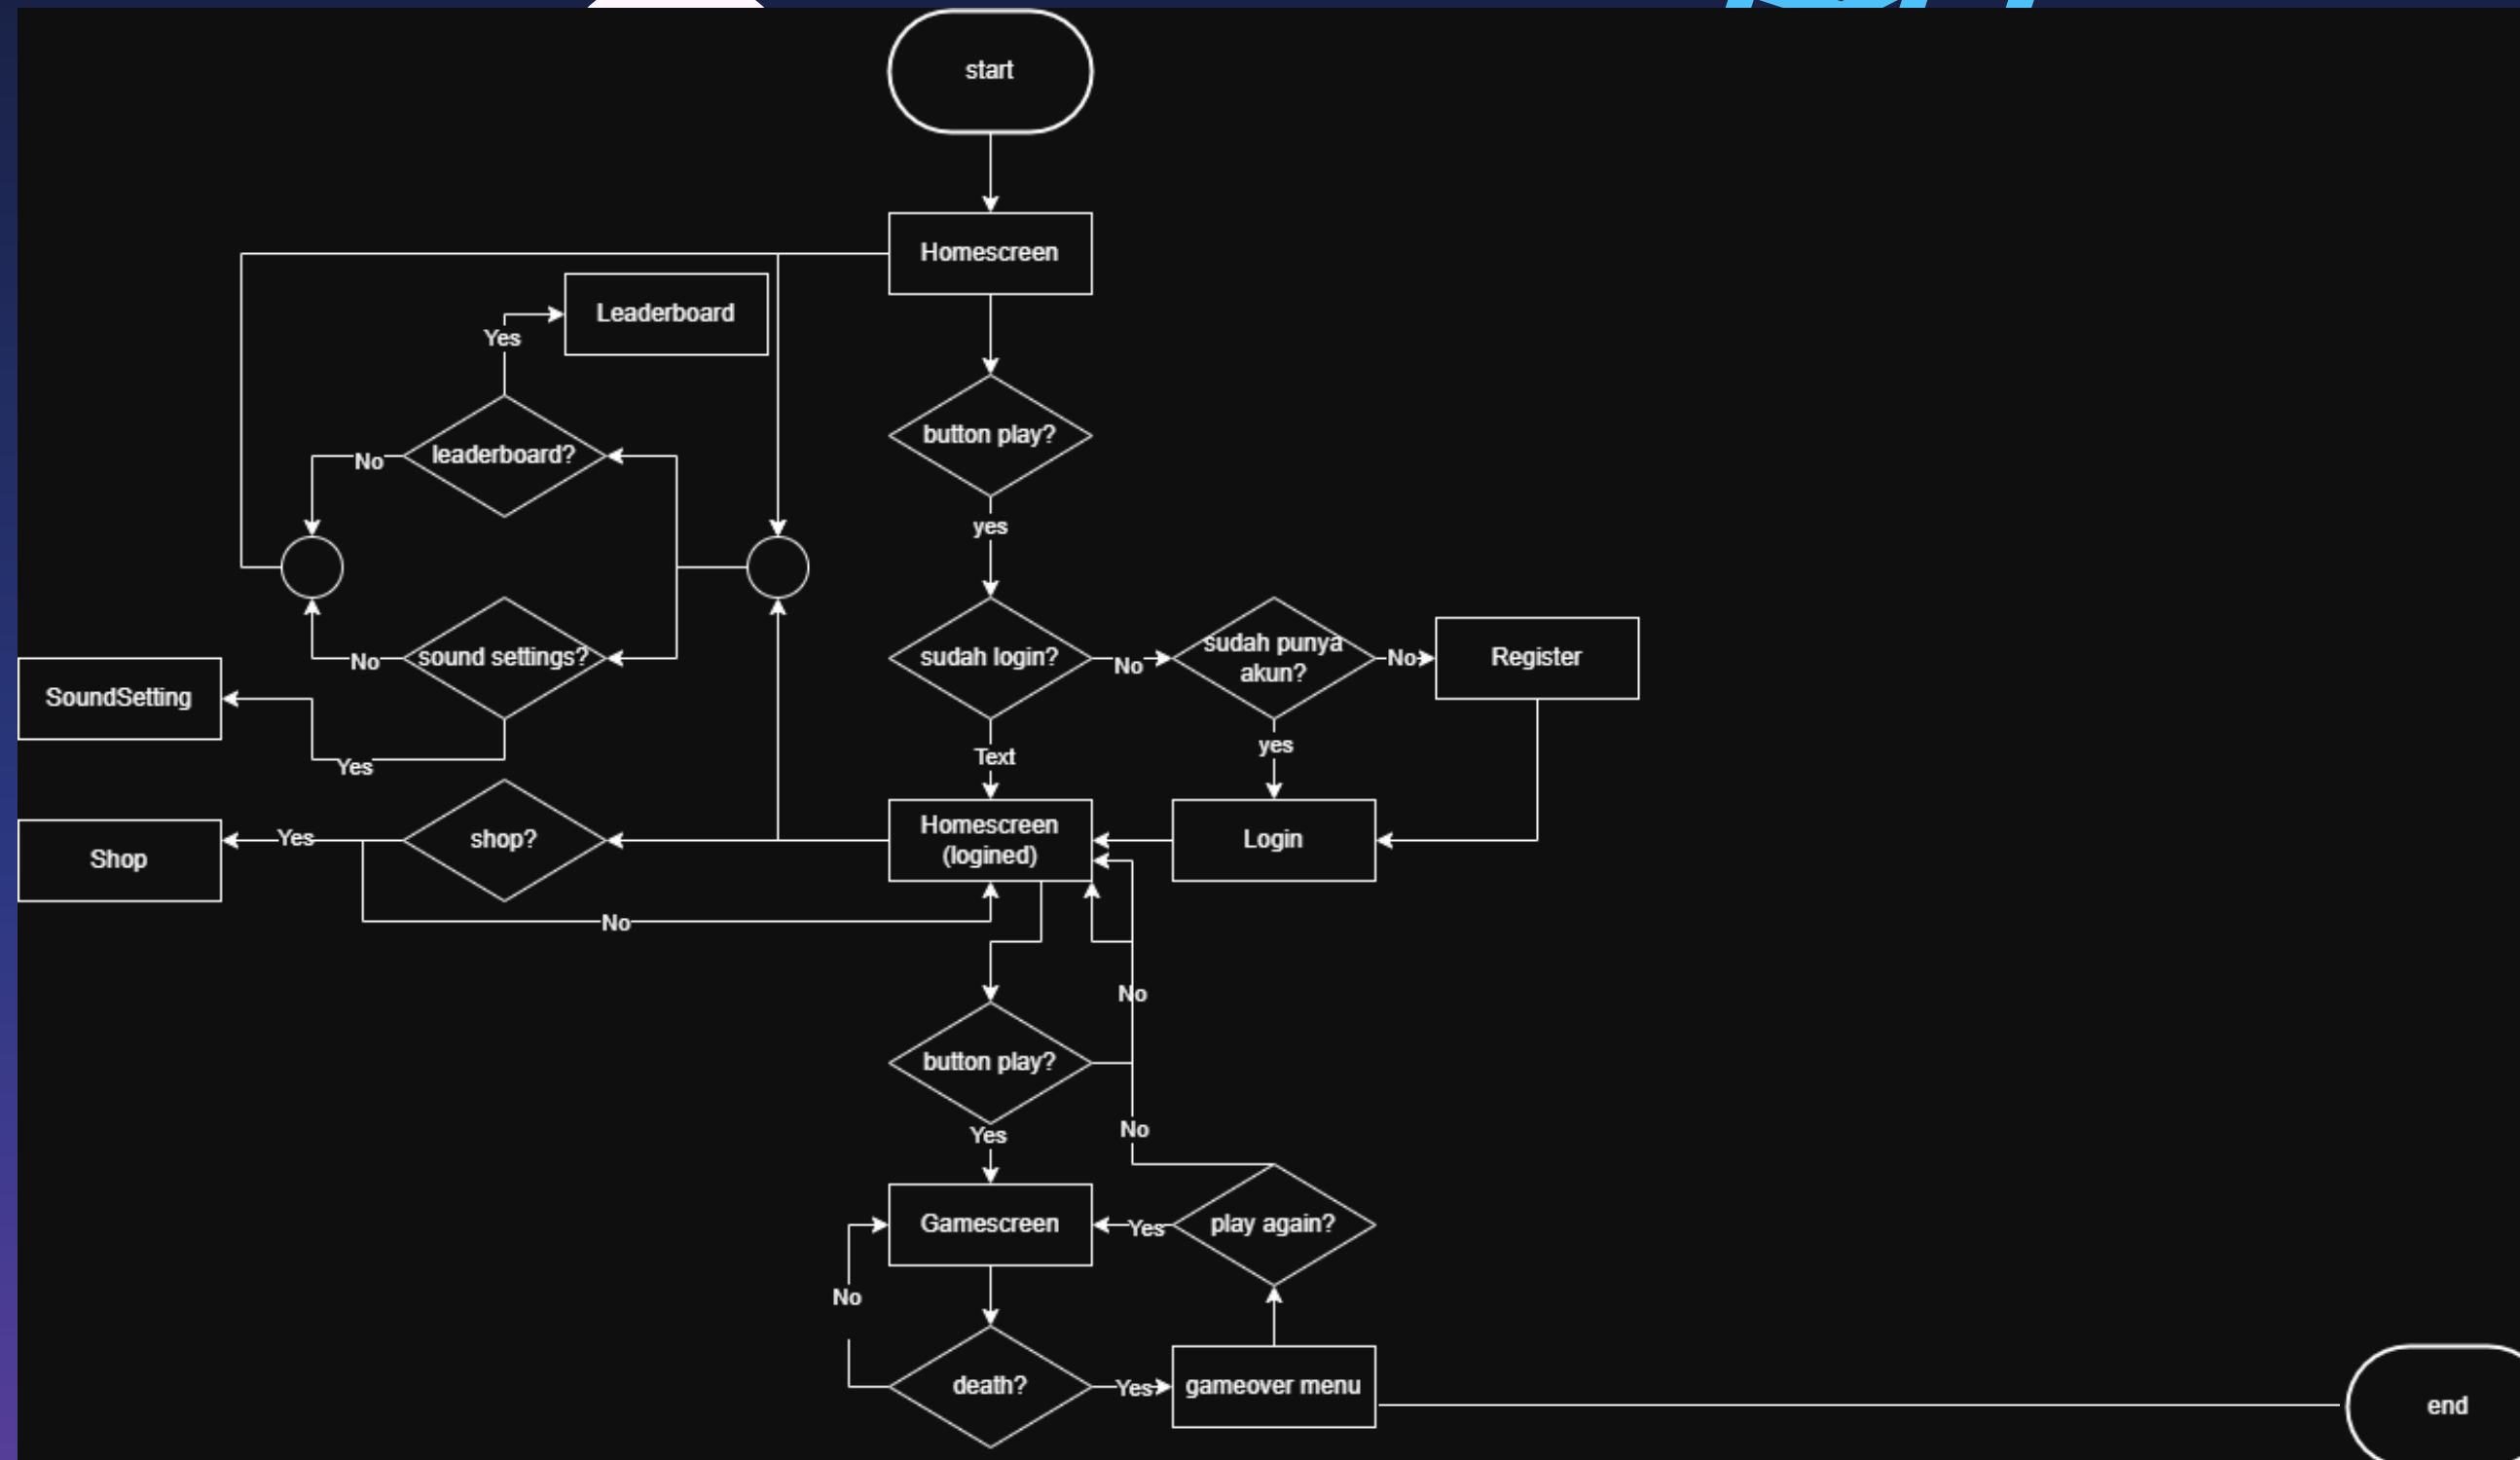 start
Homescreen
Leaderboard
Yes
button play?
leaderboard?
No
yes
sudah punya
akun?
sudah login?
No
No
Register
sound settings?
No
SoundSetting
yes
Text
Yes
Homescreen
(logined)
Login
shop?
Yes
Shop
No
No
button play?
No
Yes
Gamescreen
Yes
play again?
No
death?
Yes
gameover menu
end